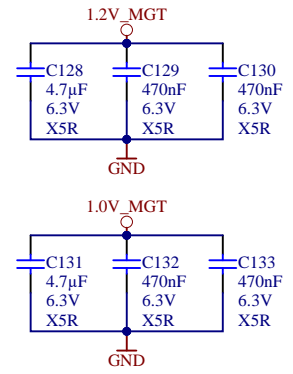 1.2V_MGT
C128 C129 C130
4.7µF 470nF 470nF
6.3V 6.3V 6.3V
X5R X5R X5R
GND
1.0V_MGT
C131 C132 C133
4.7µF 470nF 470nF
6.3V 6.3V 6.3V
X5R X5R X5R
GND